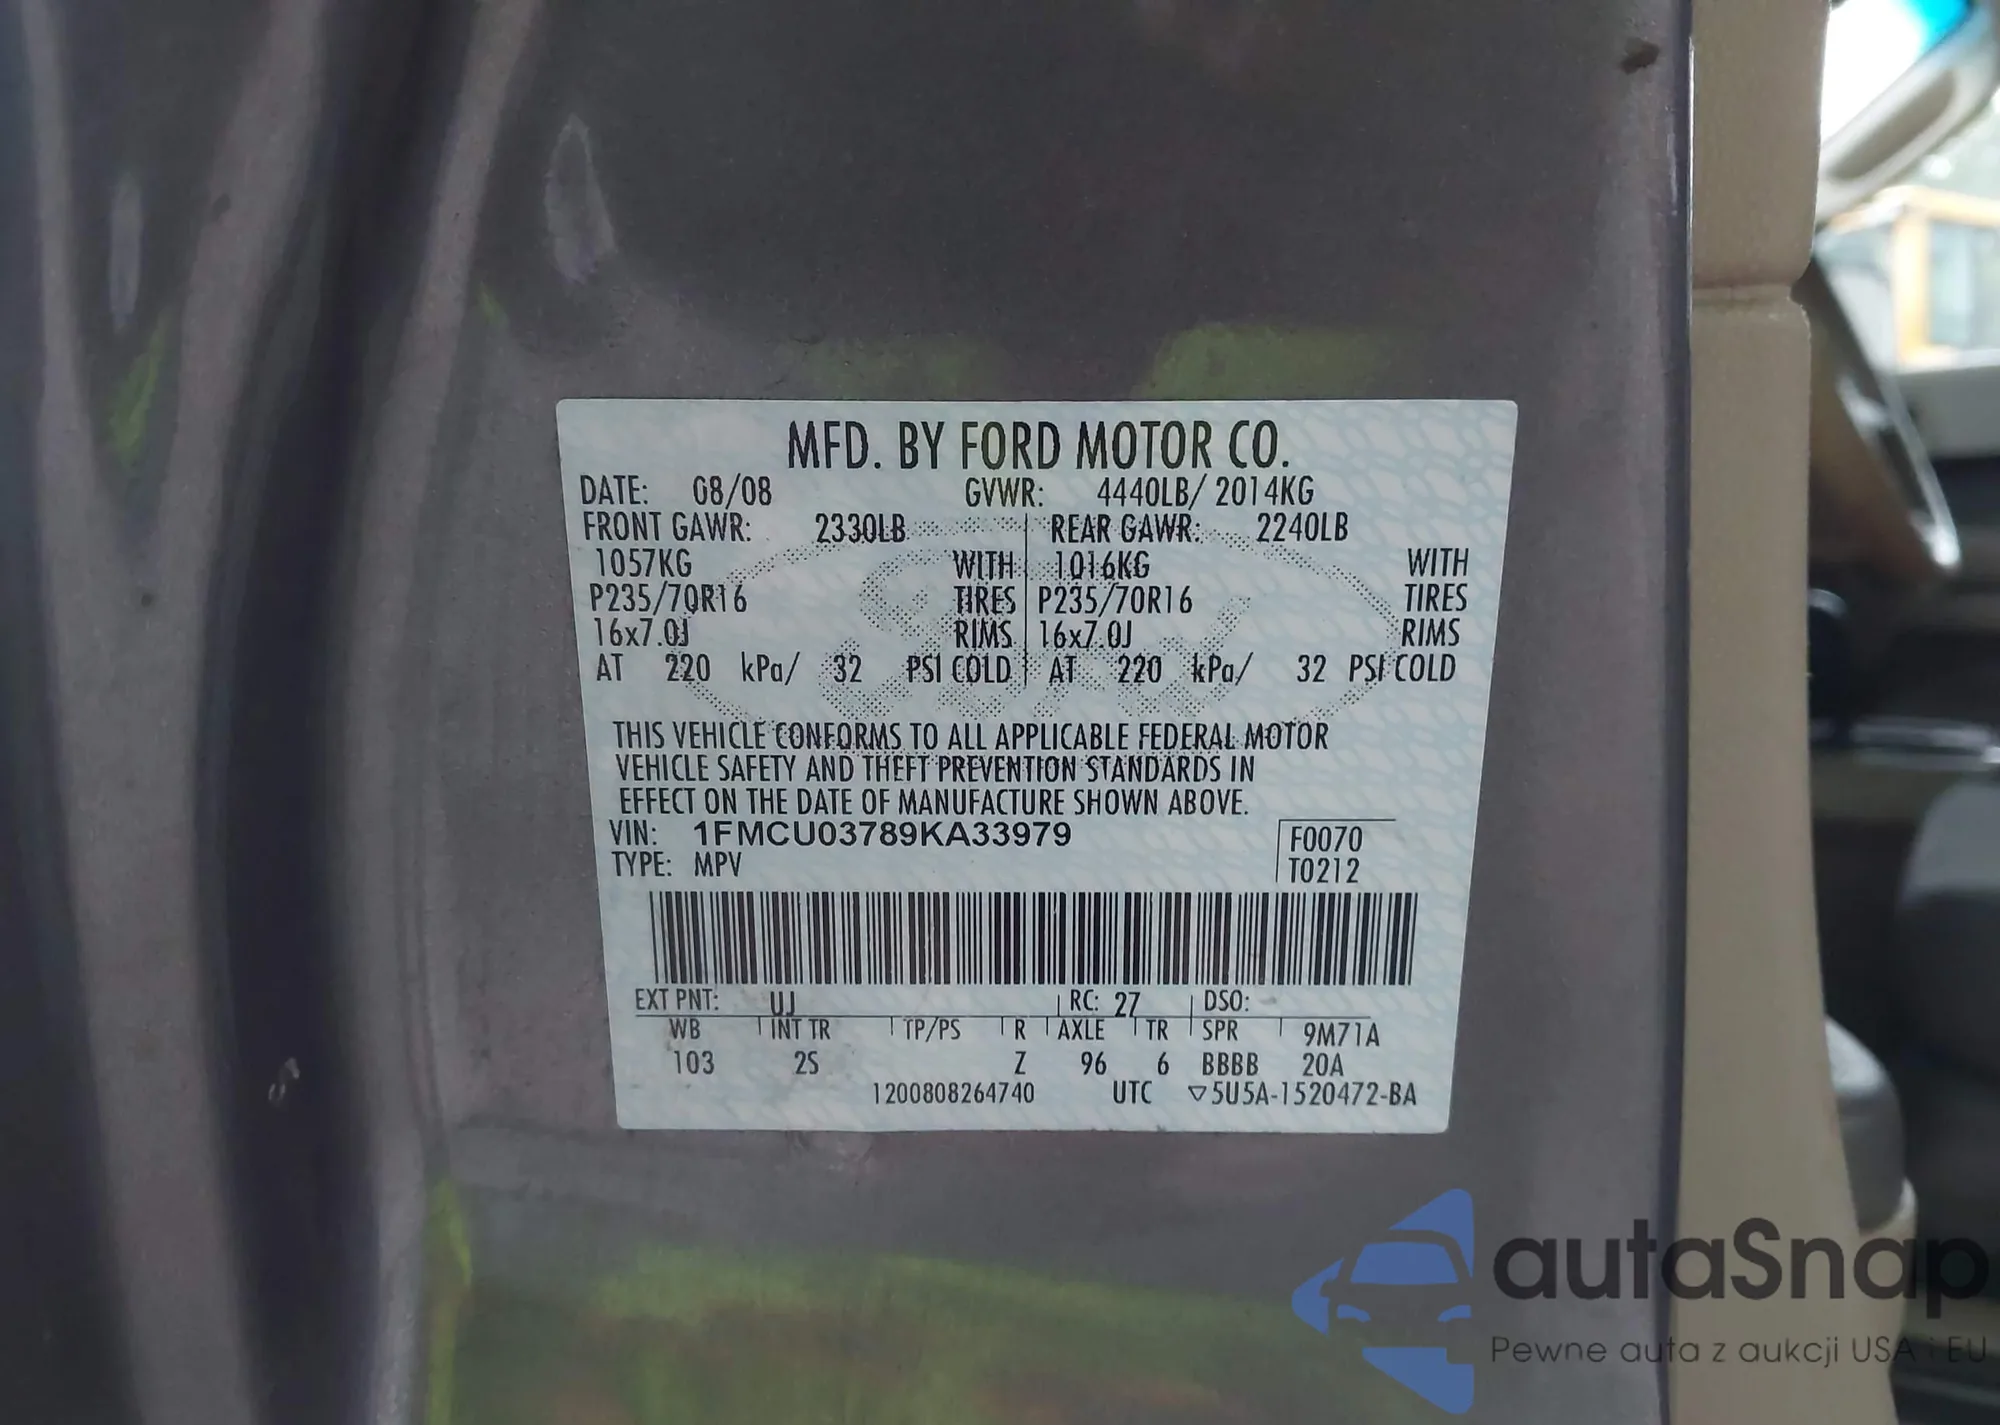 MFD. BY FORD MOTOR CO.
DATE: 08/08 GVWR: 4440LB/ 2014KG
FRONT GAWR: 2330LB REAR GAWR: 2240LB
1057KG WITH 1016KG WITH
P235/70R16 TIRES P235/70R16 TIRES
16x7.0J RIMS 16x7.0J RIMS
AT 220 kPa/ 32 PSI COLD AT 220 kPa/ 32 PSI COLD
THIS VEHICLE CONFORMS TO ALL APPLICABLE FEDERAL MOTOR
VEHICLE SAFETY AND THEFT PREVENTION STANDARDS IN
EFFECT ON THE DATE OF MANUFACTURE SHOWN ABOVE.
VIN: 1FMCU03789KA33979 F0070
TYPE: MPV T0212
EXT PNT: UJ RC: 27 DSO:
WB INT TR TP/PS R AXLE TR SPR 9M71A
103 2S Z 96 6 BBBB 20A
1200808264740 UTC ▽5U5A-1520472-BA
autaSnap
Pewne auta z aukcji USA i EU